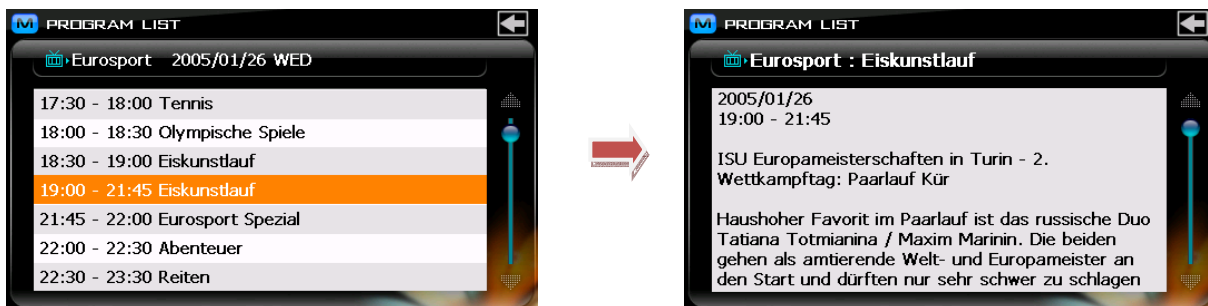 M PROGRAM LIST
Eurosport 2005/01/26 WED
17:30 - 18:00 Tennis
18:00 - 18:30 Olympische Spiele
18:30 - 19:00 Eiskunstlauf
19:00 - 21:45 Eiskunstlauf
21:45 - 22:00 Eurosport Spezial
22:00 - 22:30 Abenteuer
22:30 - 23:30 Reiten
M PROGRAM LIST
Eurosport : Eiskunstlauf
2005/01/26
19:00 - 21:45
ISU Europameisterschaften in Turin - 2.
Wettkampftag: Paarlauf Kür
Haushoher Favorit im Paarlauf ist das russische Duo
Tatiana Totmianina / Maxim Marinin. Die beiden
gehen als amtierende Welt- und Europameister an
den Start und dürften nur sehr schwer zu schlagen